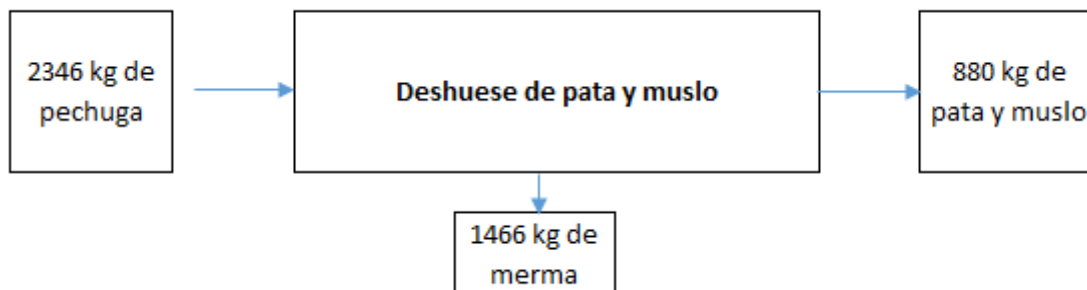 2346 kg de
pechuga
Deshuese de pata y muslo
880 kg de
pata y muslo
1466 kg de
merma